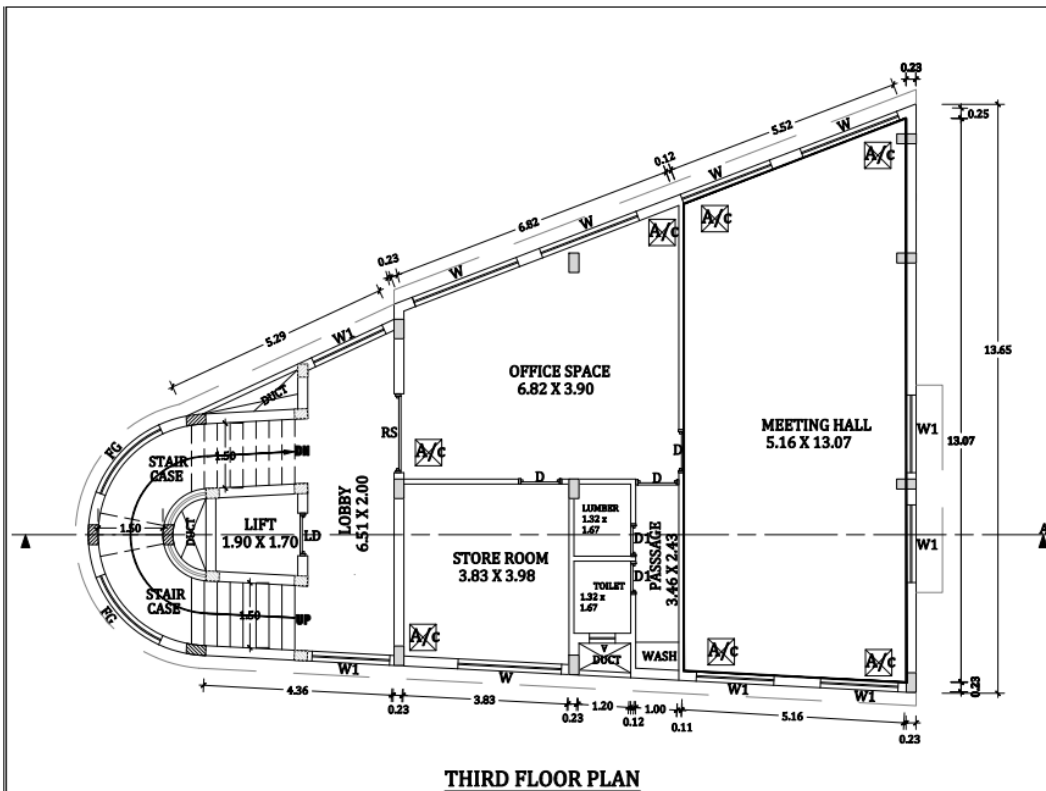 0.23
0.25
5.52
W
0.12
A/c
W
A/c
A/c
6.82
W
0.23
W
5.29
W1
13.65
OFFICE SPACE
6.82 X 3.90
DUCT
MEETING HALL
5.16 X 13.07
RS
W1
13.07
FG
DN
D
A/c
STAIR
CASE
1.50
D
D
LUMBER
1.32 x
1.67
LOBBY
6.51 X 2.00
1.50
DUCT
LIFT
1.90 X 1.70
LD
A
D1
W1
PASSSAGE
3.46 X 2.43
STORE ROOM
3.83 X 3.98
D1
TOILET
1.32 x
1.67
STAIR
CASE
FG
1.50
UP
A/c
DUCT
WASH
A/c
A/c
W1
W
W1
W1
0.23
4.36
0.23
3.83
0.23
1.20
0.12
1.00
0.11
5.16
0.23
THIRD FLOOR PLAN